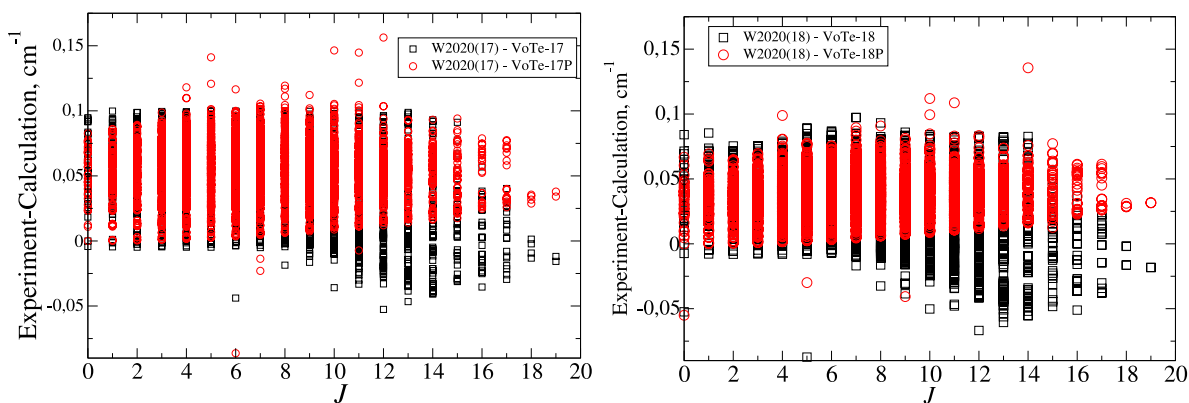 0,15
0.1
0.05
0
-0.05
Experiment-Calculation, cm-1
W2020(17) - VoTe-17
W2020(17) - VoTe-17P
0 2 4 6 8 10 12 14 16 18 20
J
0,15
0.1
0,05
0
-0,05
Experiment-Calculation, cm-1
W2020(18) - VoTe-18
W2020(18) - VoTe-18P
0 2 4 6 8 10 12 14 16 18 20
J